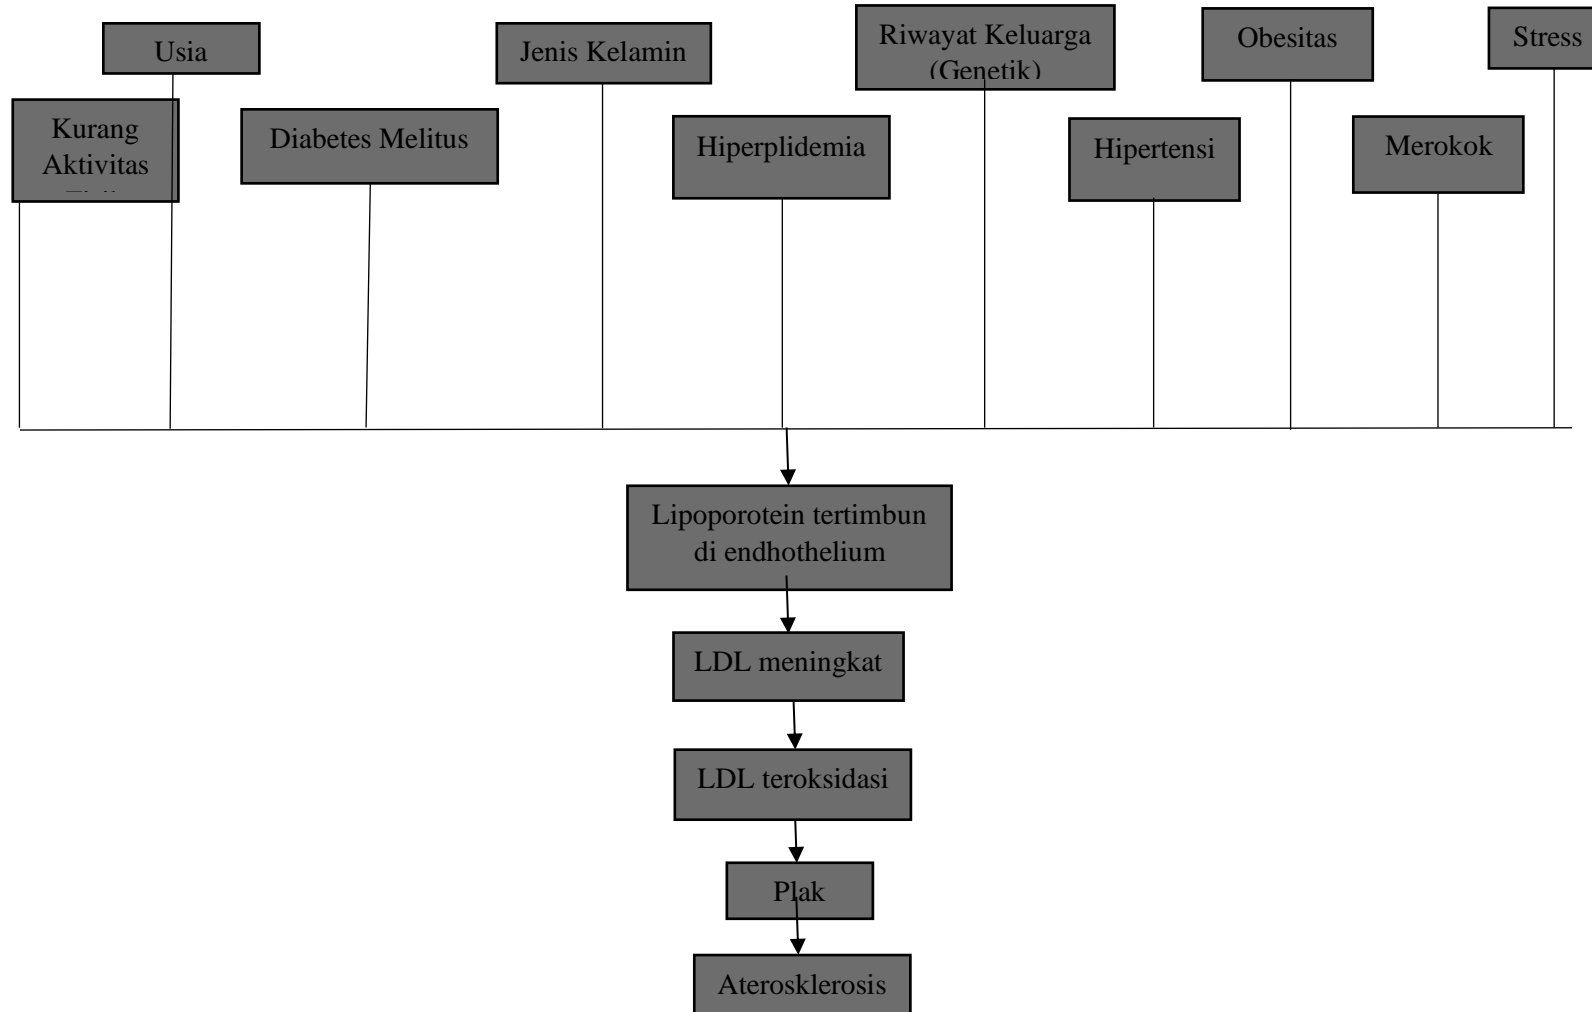 Usia
Jenis Kelamin
Riwayat Keluarga
(Genetik)
Obesitas
Stress
Kurang
Aktivitas
Diabetes Melitus
Hiperplidemia
Hipertensi
Merokok
Lipoporotein tertimbun
di endhothelium
LDL meningkat
LDL teroksidasi
Plak
Aterosklerosis